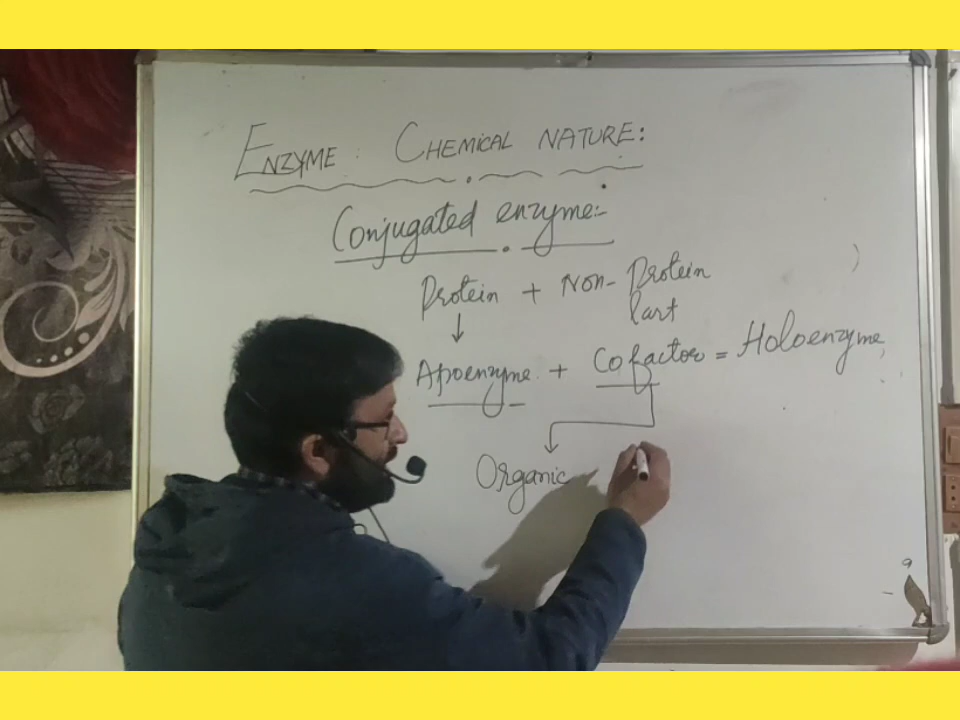 ENZYME: CHEMICAL NATURE:
Conjugated enzyme:-
Protein + Non-Protein
Part
↓
Apoenzyme + Cofactor = Holoenzyme
Organic